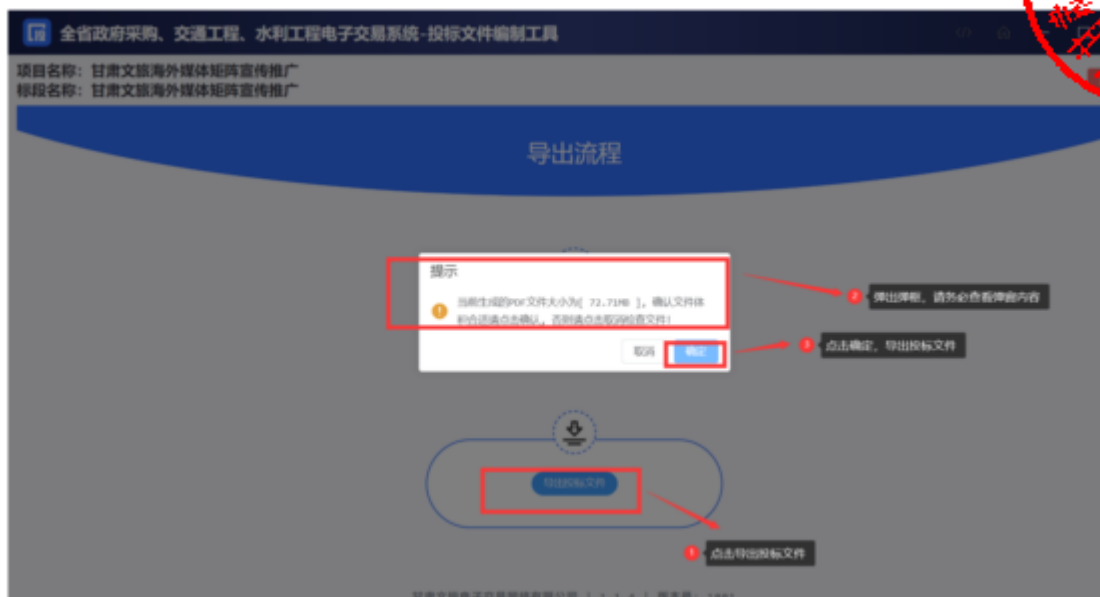 全省政府采购、交通工程、水利工程电子交易系统-投标文件编制工具
项目名称：甘肃文旅海外媒体矩阵宣传推广
标段名称：甘肃文旅海外媒体矩阵宣传推广
导出流程
提示
当前生成的PDF文件大小为[ 72.71MB ]，确认文件体
积合适请点击确认，否则请点击取消检查文件！
取消 确定
2 弹出弹框，请务必查看弹窗内容
3 点击确定，导出投标文件
导出投标文件
1 点击导出投标文件